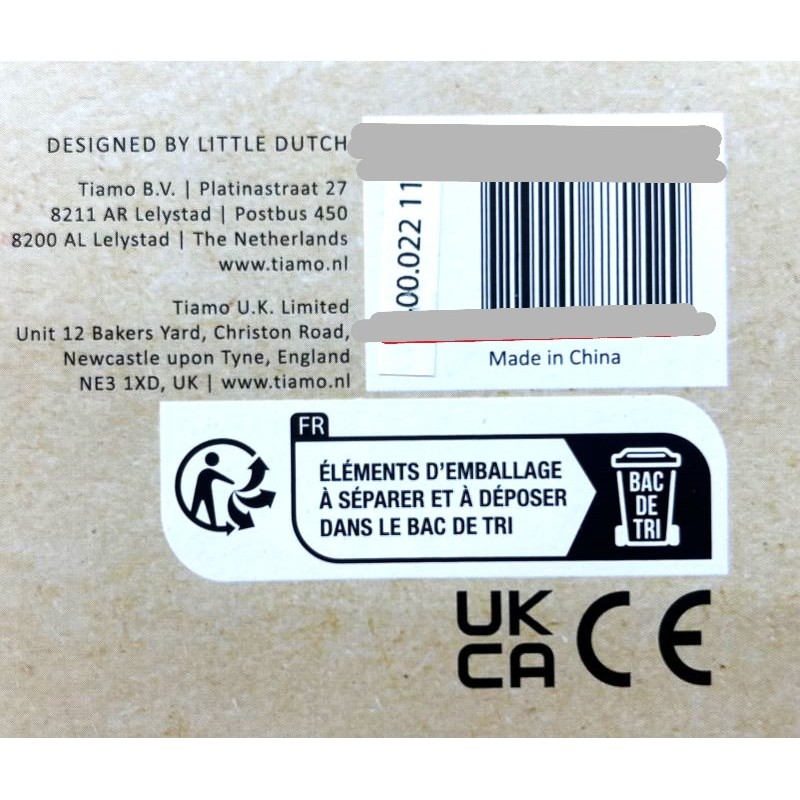 DESIGNED BY LITTLE DUTCH
Tiamo B.V. | Platinastraat 27
8211 AR Lelystad | Postbus 450
8200 AL Lelystad | The Netherlands
www.tiamo.nl
Tiamo U.K. Limited
Unit 12 Bakers Yard, Christon Road,
Newcastle upon Tyne, England
NE3 1XD, UK | www.tiamo.nl
00.022 11
Made in China
FR
ÉLÉMENTS D'EMBALLAGE
À SÉPARER ET À DÉPOSER
DANS LE BAC DE TRI
BAC
DE
TRI
UK
CA
CE